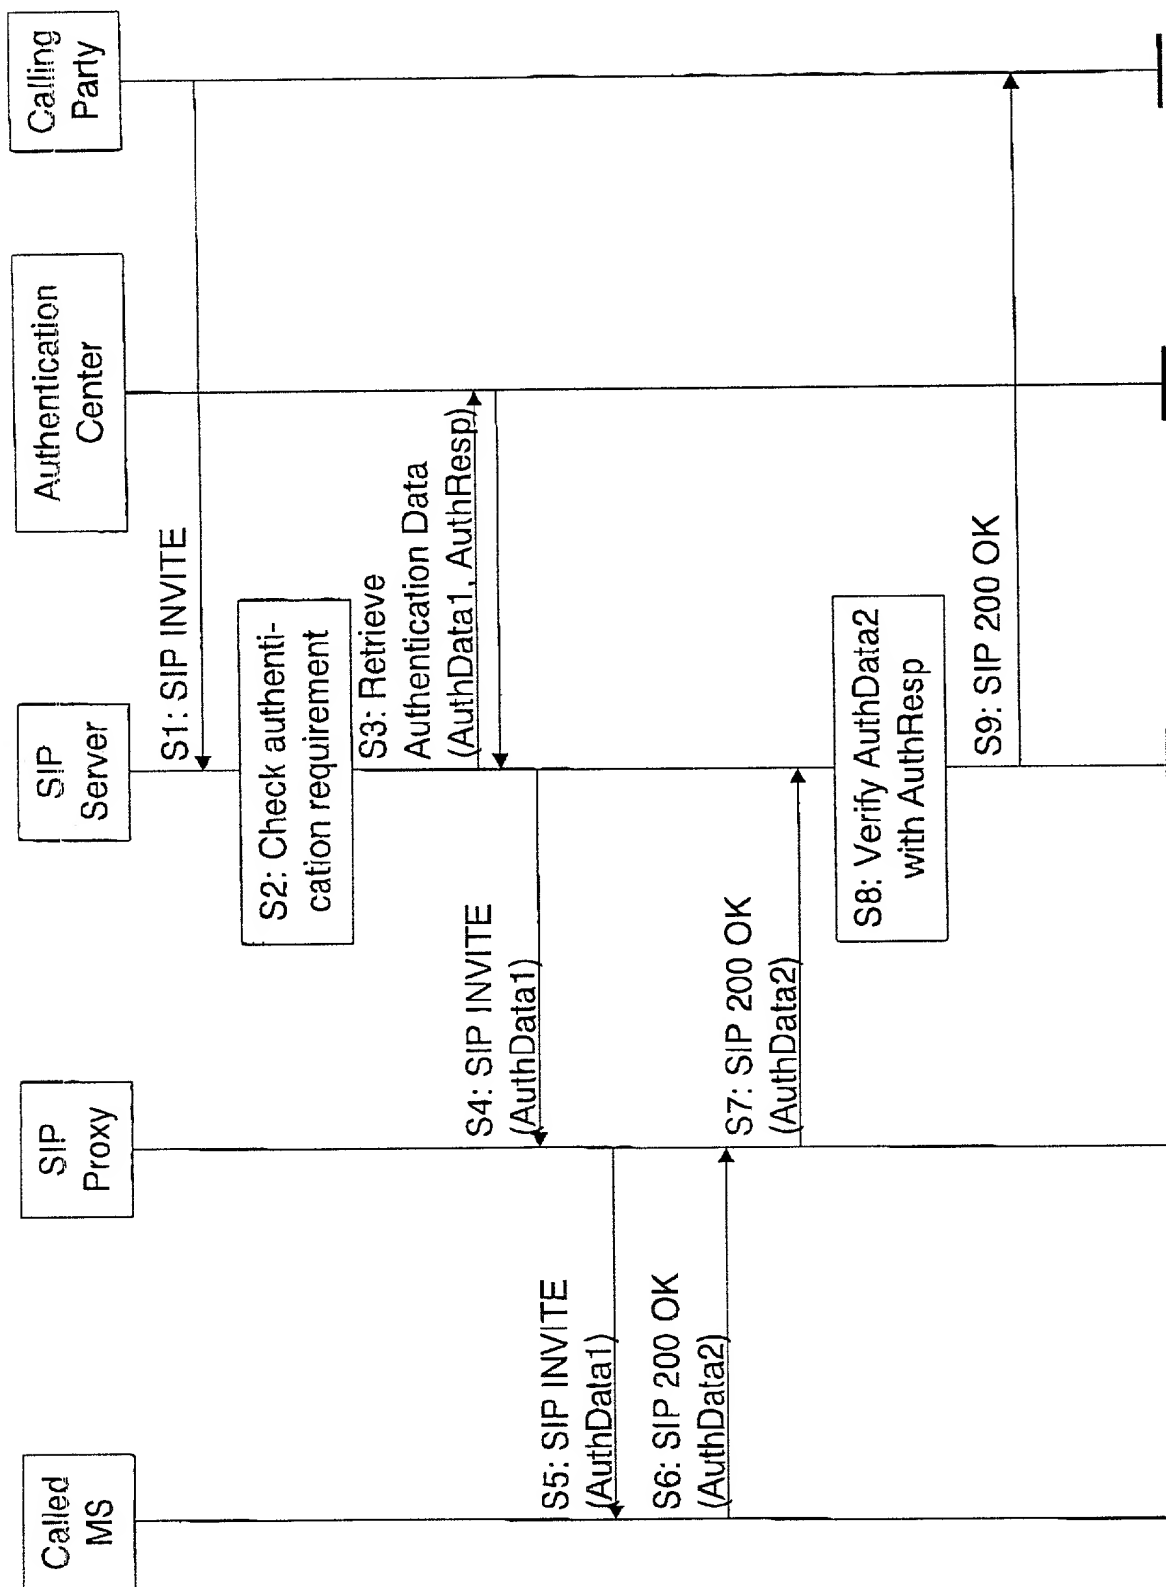 Called
MS
SIP
Proxy
SIP
Server
Authentication
Center
Calling
Party
S1: SIP INVITE
S2: Check authenti-
cation requirement
S3: Retrieve
Authentication Data
(AuthData1, AuthResp)
S4: SIP INVITE
(AuthData1)
S5: SIP INVITE
(AuthData1)
S6: SIP 200 OK
(AuthData2)
S7: SIP 200 OK
(AuthData2)
S8: Verify AuthData2
with AuthResp
S9: SIP 200 OK